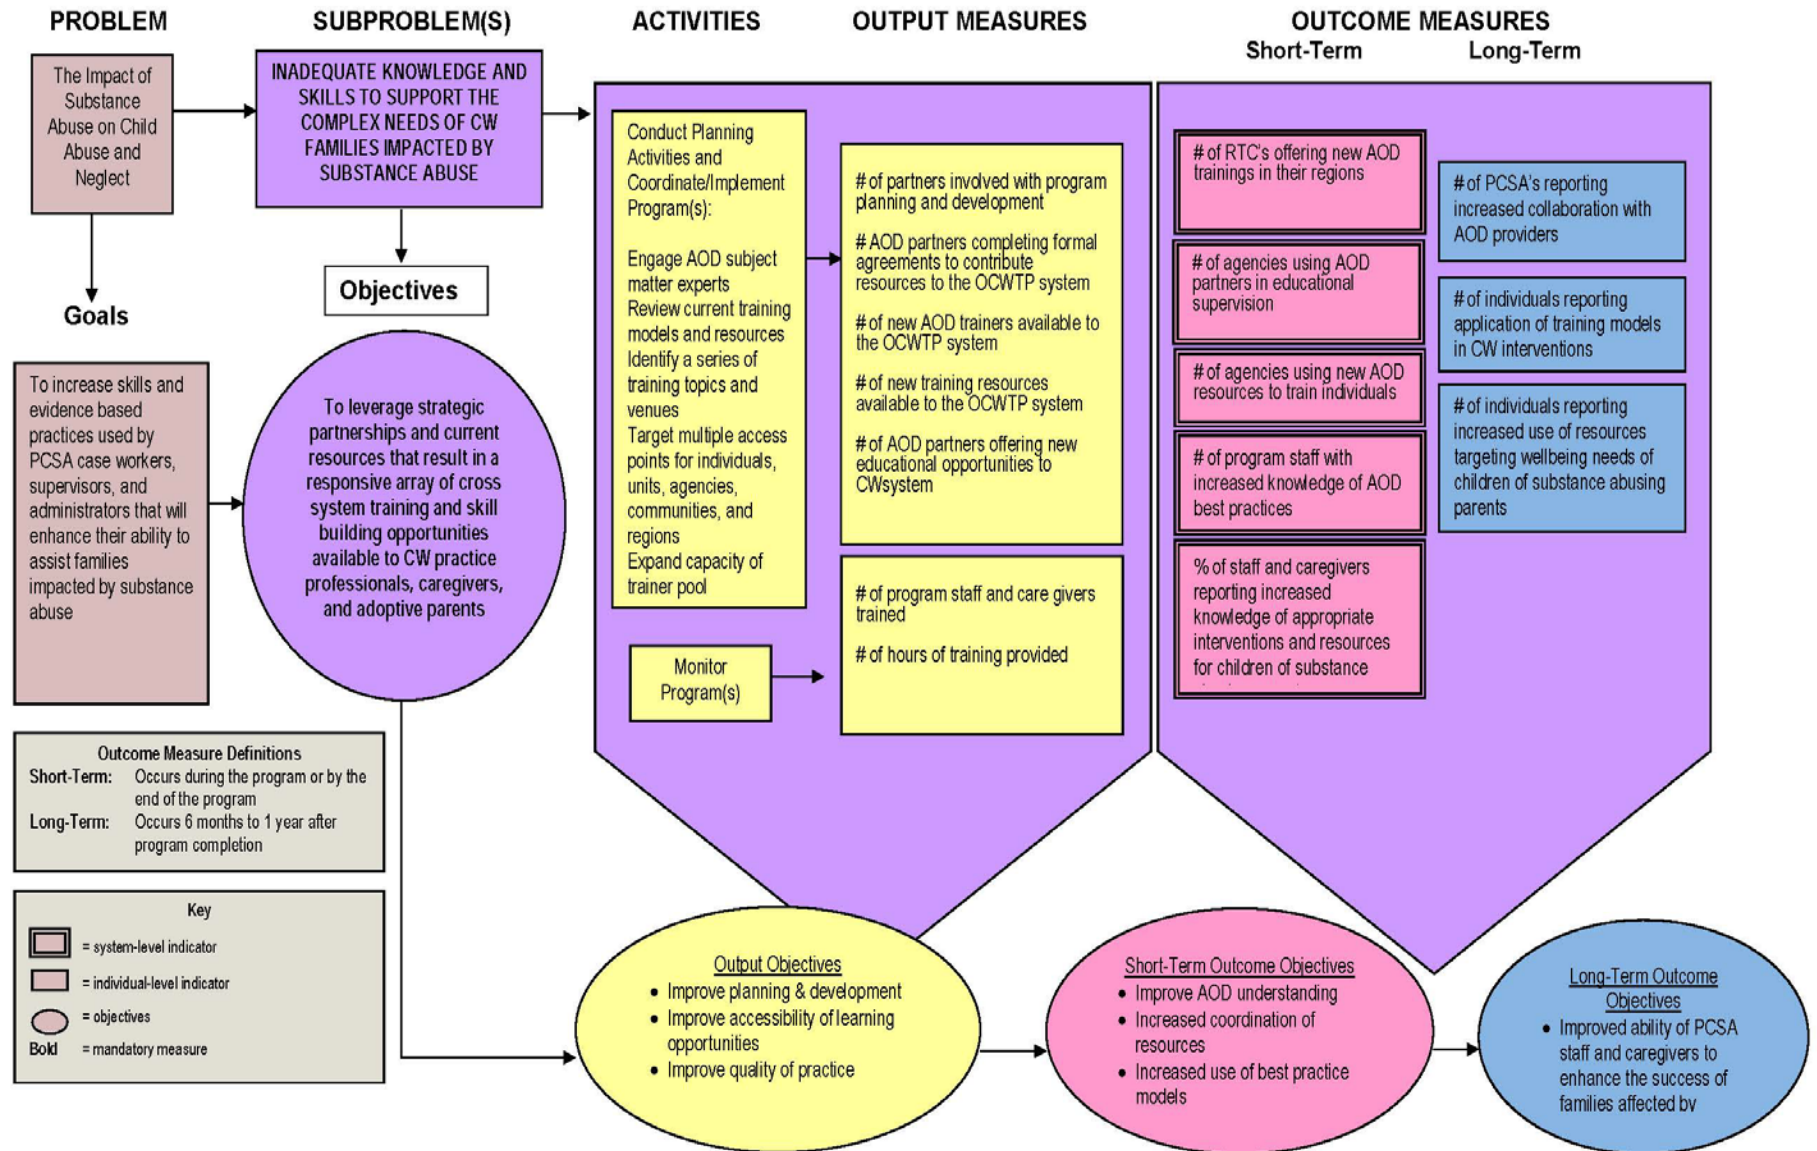 PROBLEM
SUBPROBLEM(S)
ACTIVITIES
OUTPUT MEASURES
OUTCOME MEASURES
Short-Term
Long-Term
The Impact of
Substance
Abuse on Child
Abuse and
Neglect
INADEQUATE KNOWLEDGE AND
SKILLS TO SUPPORT THE
COMPLEX NEEDS OF CW
FAMILIES IMPACTED BY
SUBSTANCE ABUSE
Goals
Objectives
To increase skills and
evidence based
practices used by
PCSA case workers,
supervisors, and
administrators that will
enhance their ability to
assist families
impacted by substance
abuse
To leverage strategic
partnerships and current
resources that result in a
responsive array of cross
system training and skill
building opportunities
available to CW practice
professionals, caregivers,
and adoptive parents
Conduct Planning
Activities and
Coordinate/Implement
Program(s):
Engage AOD subject
matter experts
Review current training
models and resources
Identify a series of
training topics and
venues
Target multiple access
points for individuals,
units, agencies,
communities, and
regions
Expand capacity of
trainer pool
Monitor
Program(s)
# of partners involved with program
planning and development
# AOD partners completing formal
agreements to contribute
resources to the OCWTP system
# of new AOD trainers available to
the OCWTP system
# of new training resources
available to the OCWTP system
# of AOD partners offering new
educational opportunities to
CWsystem
# of program staff and care givers
trained
# of hours of training provided
# of RTC's offering new AOD
trainings in their regions
# of agencies using AOD
partners in educational
supervision
# of agencies using new AOD
resources to train individuals
# of program staff with
increased knowledge of AOD
best practices
% of staff and caregivers
reporting increased
knowledge of appropriate
interventions and resources
for children of substance
# of PCSA's reporting
increased collaboration with
AOD providers
# of individuals reporting
application of training models
in CW interventions
# of individuals reporting
increased use of resources
targeting wellbeing needs of
children of substance abusing
parents
Outcome Measure Definitions
Short-Term: Occurs during the program or by the
end of the program
Long-Term: Occurs 6 months to 1 year after
program completion
Key
= system-level indicator
= individual-level indicator
= objectives
Bold = mandatory measure
Output Objectives
• Improve planning & development
• Improve accessibility of learning
opportunities
• Improve quality of practice
Short-Term Outcome Objectives
• Improve AOD understanding
• Increased coordination of
resources
• Increased use of best practice
models
Long-Term Outcome
Objectives
• Improved ability of PCSA
staff and caregivers to
enhance the success of
families affected by